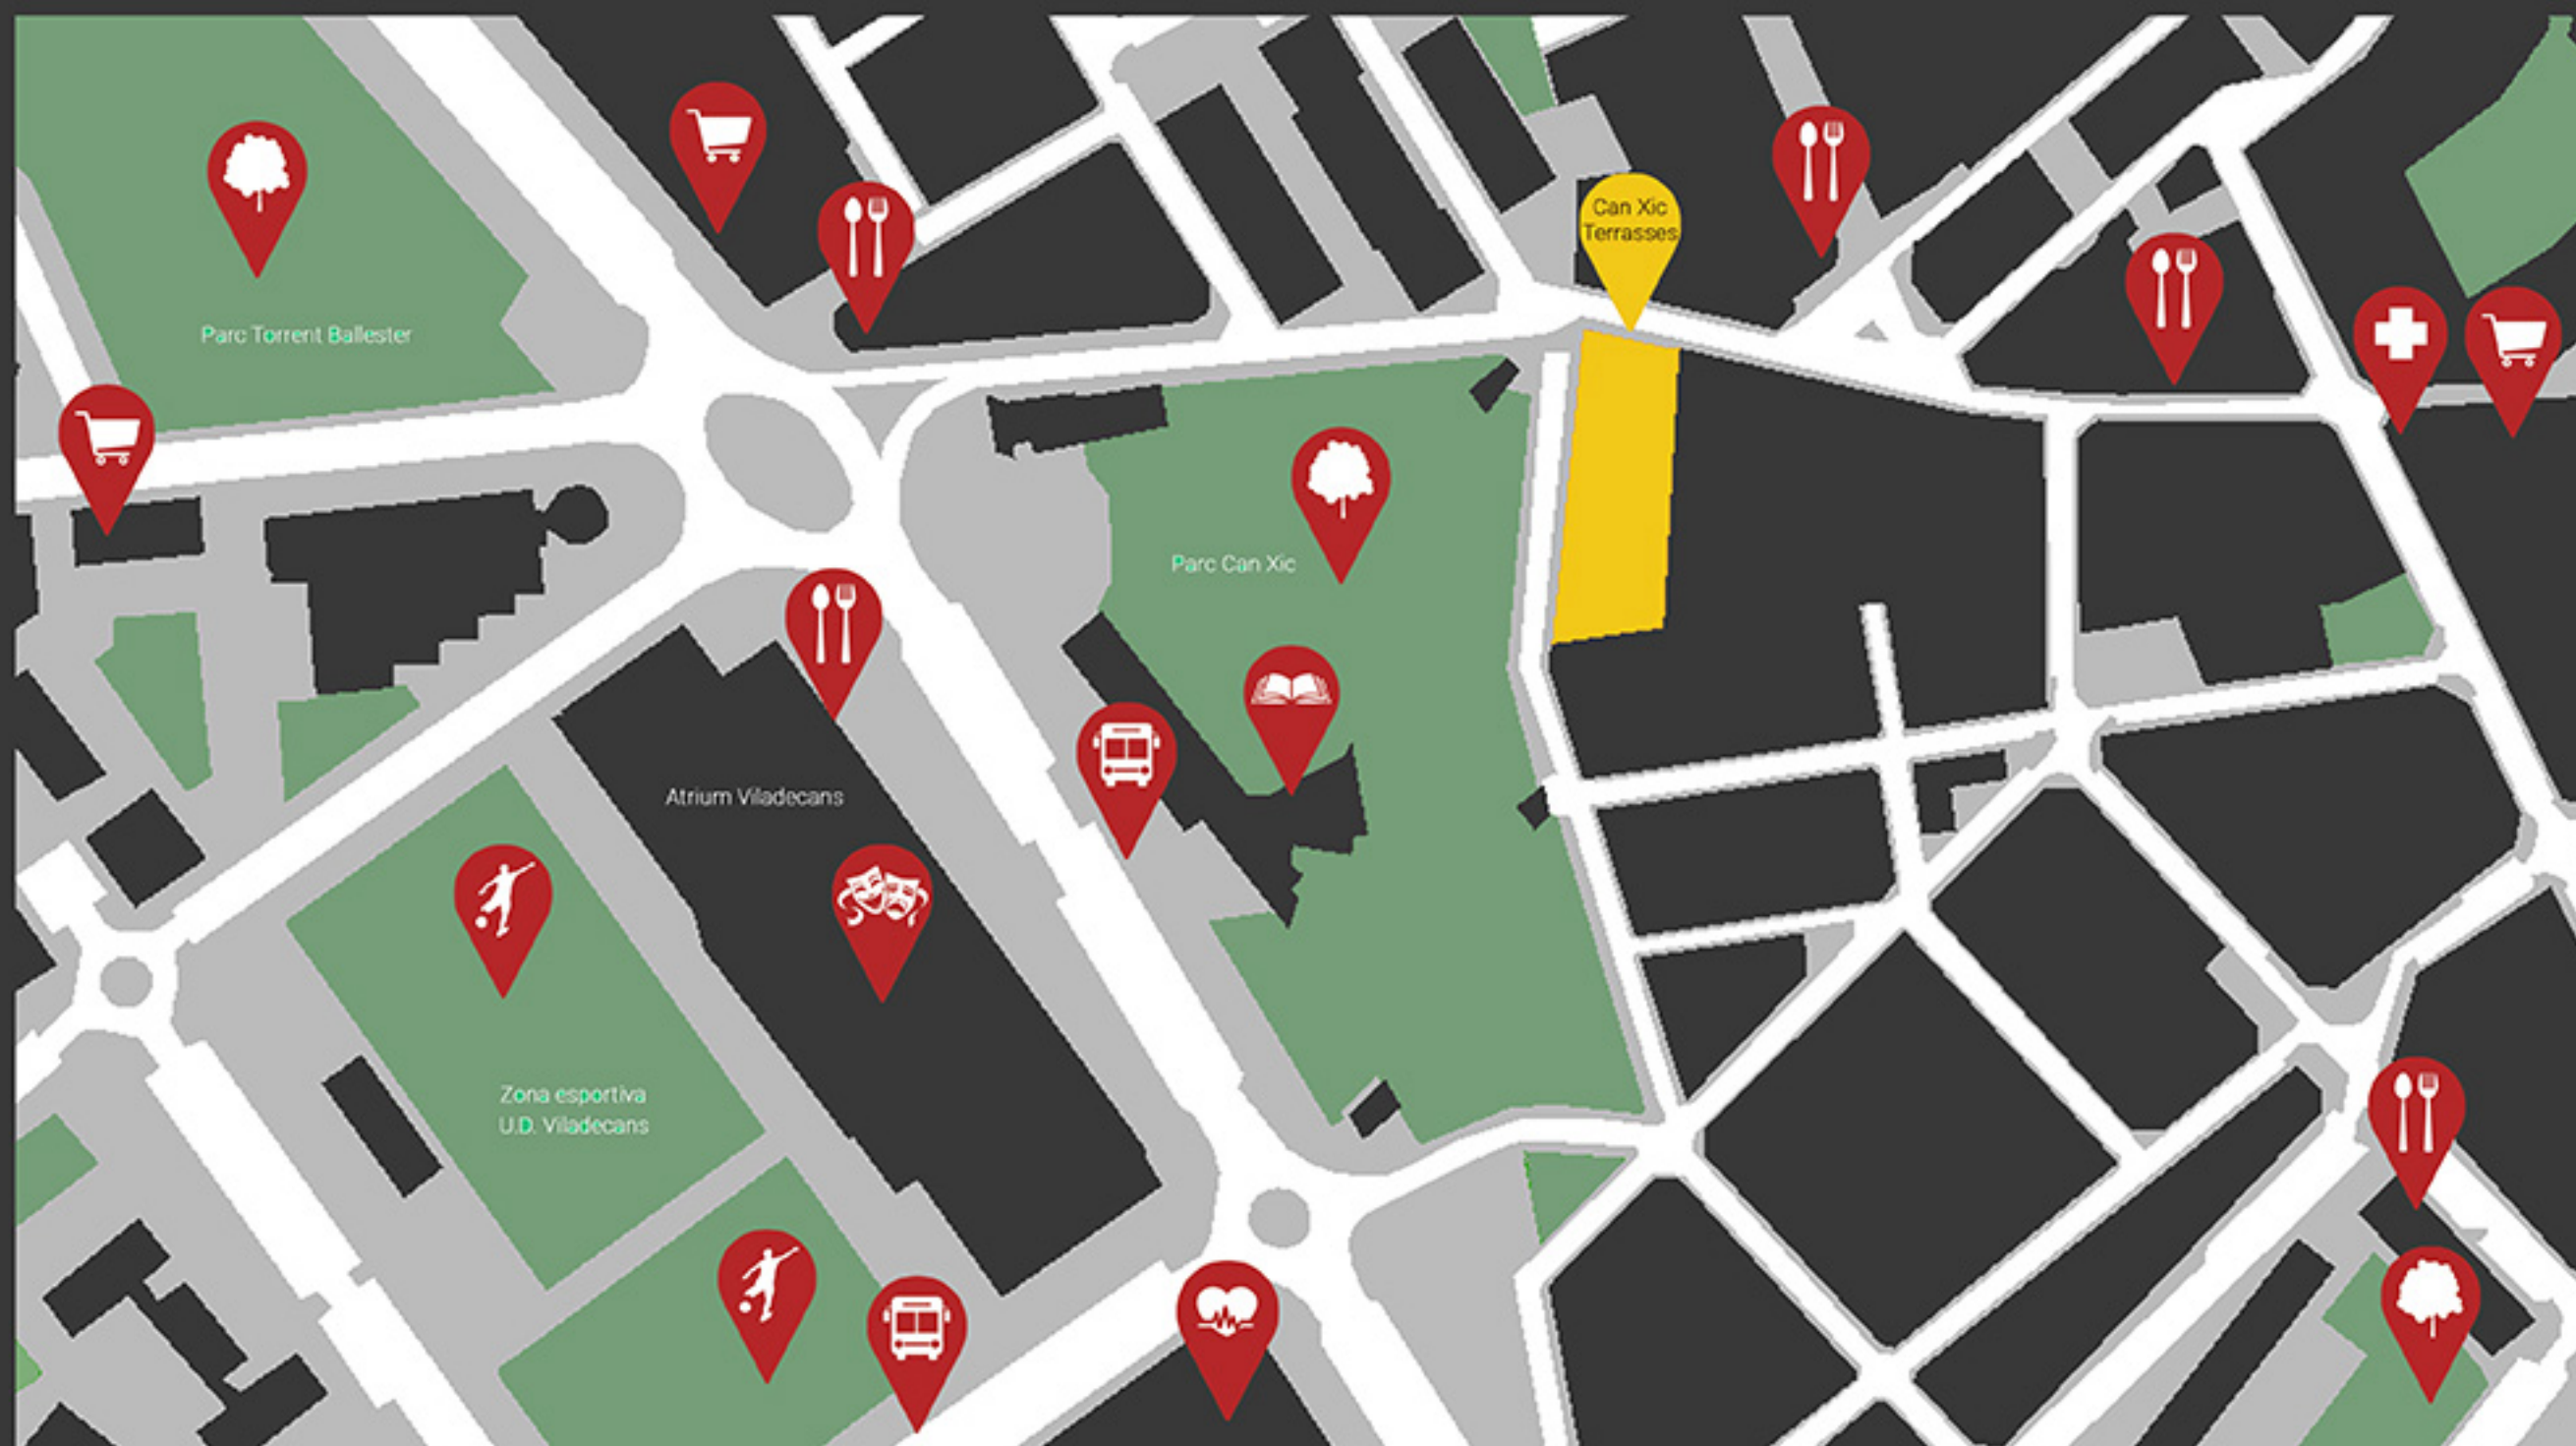 Can Xic
Terrasses
Parc Torrent Ballester
Parc Can Xic
Atrium Viladecans
Zona esportiva
U.D. Viladecans